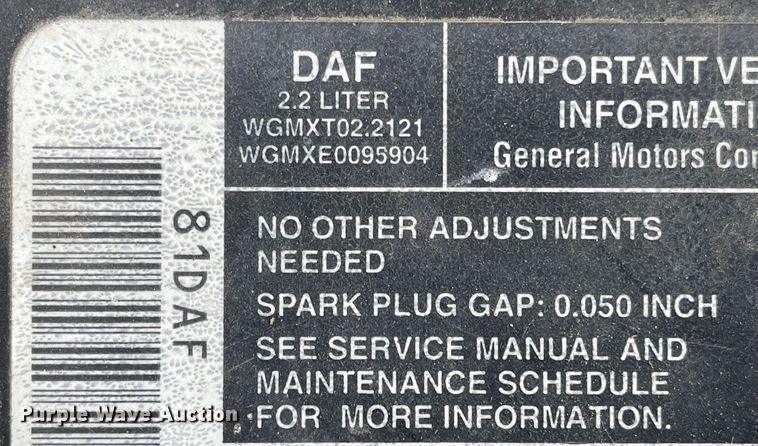 DAF
2.2 LITER
WGMXT02.2121
WGMXE0095904
IMPORTANT VE
INFORMATI
General Motors Cor
81DAF
NO OTHER ADJUSTMENTS
NEEDED
SPARK PLUG GAP: 0.050 INCH
SEE SERVICE MANUAL AND
MAINTENANCE SCHEDULE
FOR MORE INFORMATION.
Purple Wave Auction